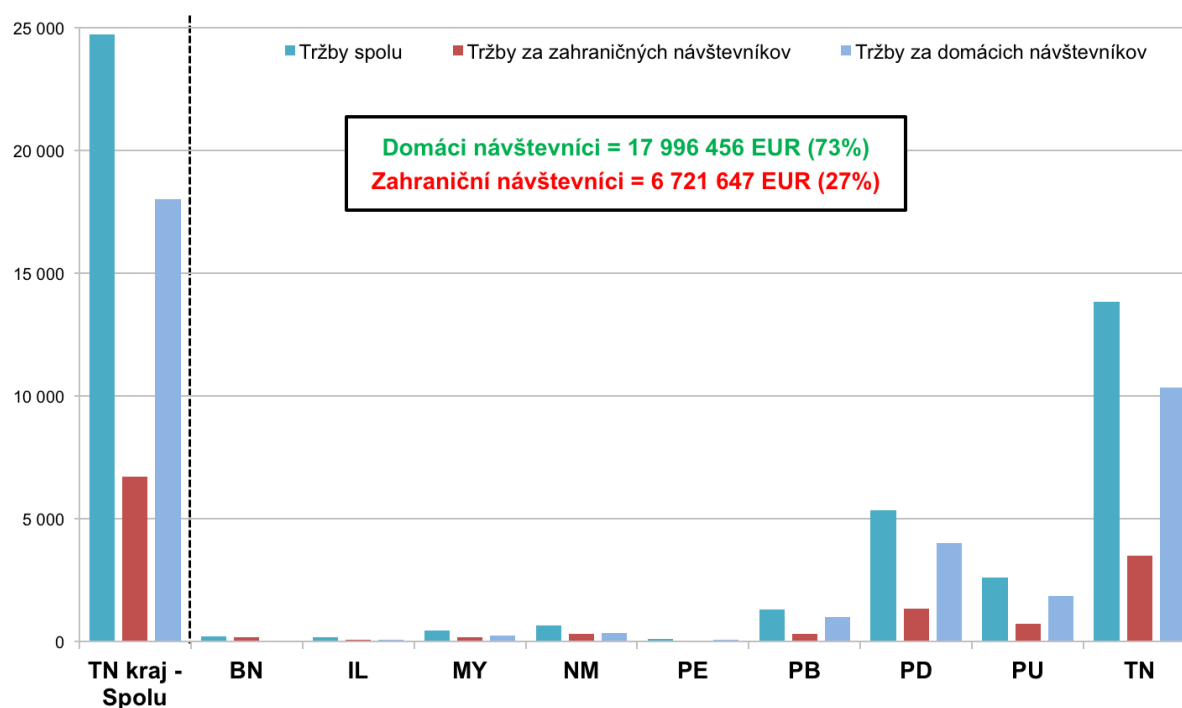 25 000
Tržby spolu
Tržby za zahraničných návštevníkov
Tržby za domácich návštevníkov
Domáci návštevníci = 17 996 456 EUR (73%)
Zahraniční návštevníci = 6 721 647 EUR (27%)
20 000
15 000
10 000
5 000
0
TN kraj -
Spolu
BN
IL
MY
NM
PE
PB
PD
PU
TN